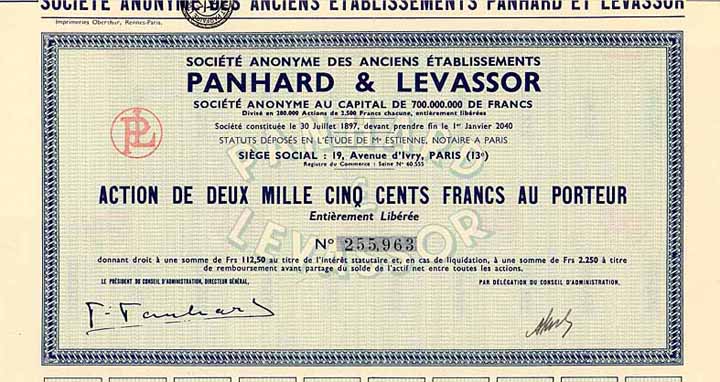 SOCIÉTÉ ANONYME DES ANCIENS ÉTABLISSEMENTS PANHARD ET LEVASSOR
Imprimeries Oberthur, Rennes-Paris.
SOCIÉTÉ ANONYME DES ANCIENS ÉTABLISSEMENTS
PANHARD & LEVASSOR
SOCIÉTÉ ANONYME AU CAPITAL DE 700.000.000 DE FRANCS
Divisé en 280.000 Actions de 2.500 Francs chacune, entièrement libérées
Société constituée le 30 Juillet 1897, devant prendre fin le 1er Janvier 2040
STATUTS DÉPOSÉS EN L'ÉTUDE DE Me ESTIENNE, NOTAIRE A PARIS
SIÈGE SOCIAL : 19, Avenue d'Ivry, PARIS (13e)
Registre du Commerce : Seine No 60.555
PL
PANHARD
&
LEVASSOR
ACTION DE DEUX MILLE CINQ CENTS FRANCS AU PORTEUR
Entièrement Libérée
No 255,963
donnant droit à une somme de Frs 112,50 au titre de l'intérêt statutaire et, en cas de liquidation, à une somme de Frs 2.250 à titre
de remboursement avant partage du solde de l'actif net entre toutes les actions.
LE PRÉSIDENT DU CONSEIL D'ADMINISTRATION, DIRECTEUR GÉNÉRAL,
PAR DÉLÉGATION DU CONSEIL D'ADMINISTRATION.
P. Panhard